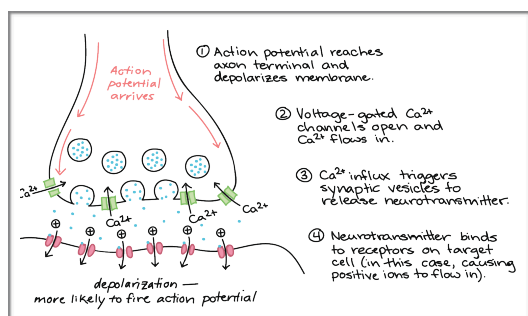 ① Action potential reaches
axon terminal and
depolarizes membrane.
Action
potential
arrives
② Voltage-gated Ca²⁺
channels open and
Ca²⁺ flows in.
③ Ca²⁺ influx triggers
synaptic vesicles to
release neurotransmitter.
Ca²⁺
Ca²⁺
Ca²⁺
Ca²⁺
④ Neurotransmitter binds
to receptors on target
cell (in this case, causing
positive ions to flow in).
+ + + + + +
depolarization —
more likely to fire action potential